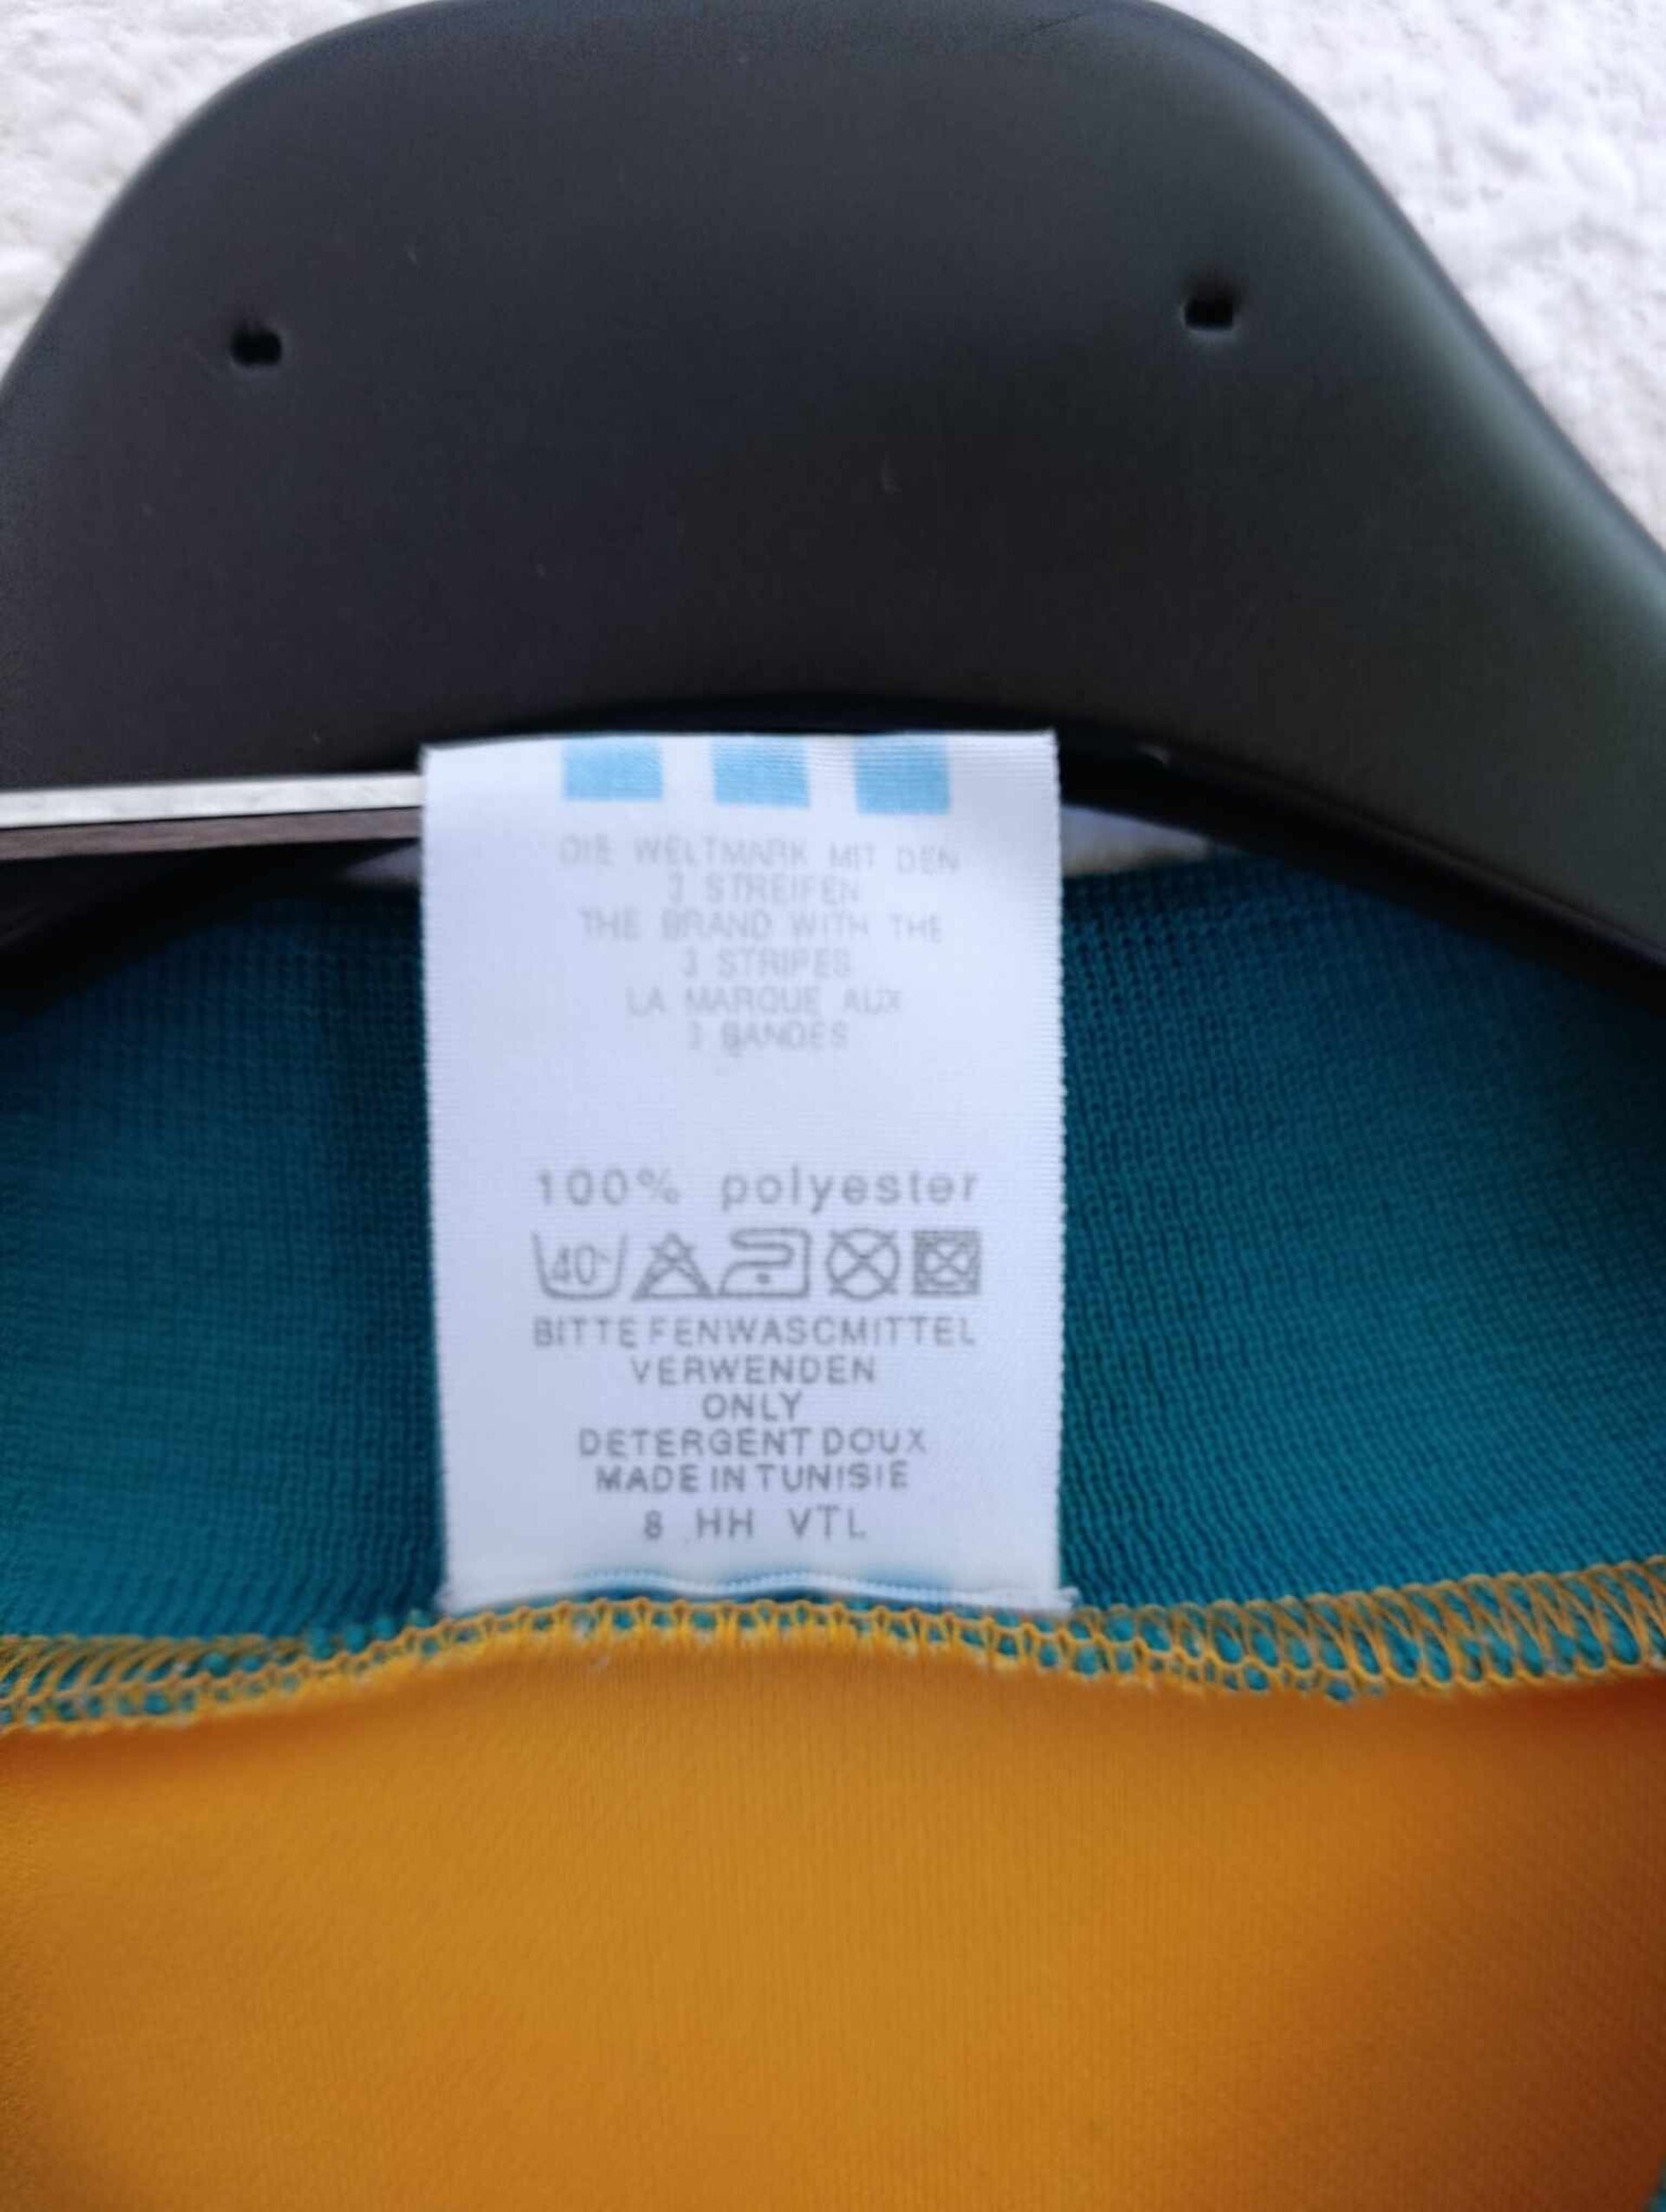 DIE WELTMARK MIT DEN
3 STREIFEN
THE BRAND WITH THE
3 STRIPES
LA MARQUE AUX
3 BANDES
100% polyester
40°
BITTE FENWASCMITTEL
VERWENDEN
ONLY
DETERGENT DOUX
MADE IN TUNISIE
8 HH VTL